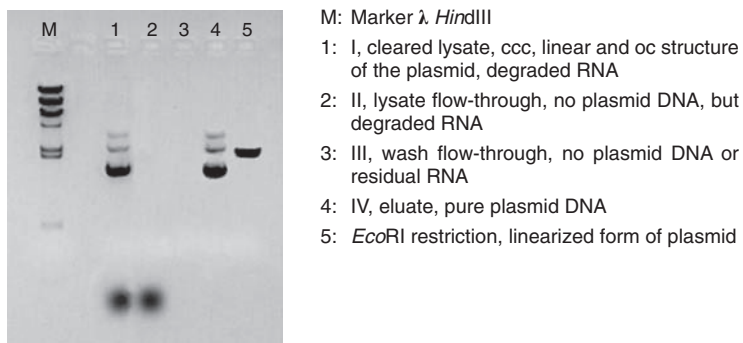 M 1 2 3 4 5
M: Marker λ HindIII
1: I, cleared lysate, ccc, linear and oc structure
of the plasmid, degraded RNA
2: II, lysate flow-through, no plasmid DNA, but
degraded RNA
3: III, wash flow-through, no plasmid DNA or
residual RNA
4: IV, eluate, pure plasmid DNA
5: EcoRI restriction, linearized form of plasmid